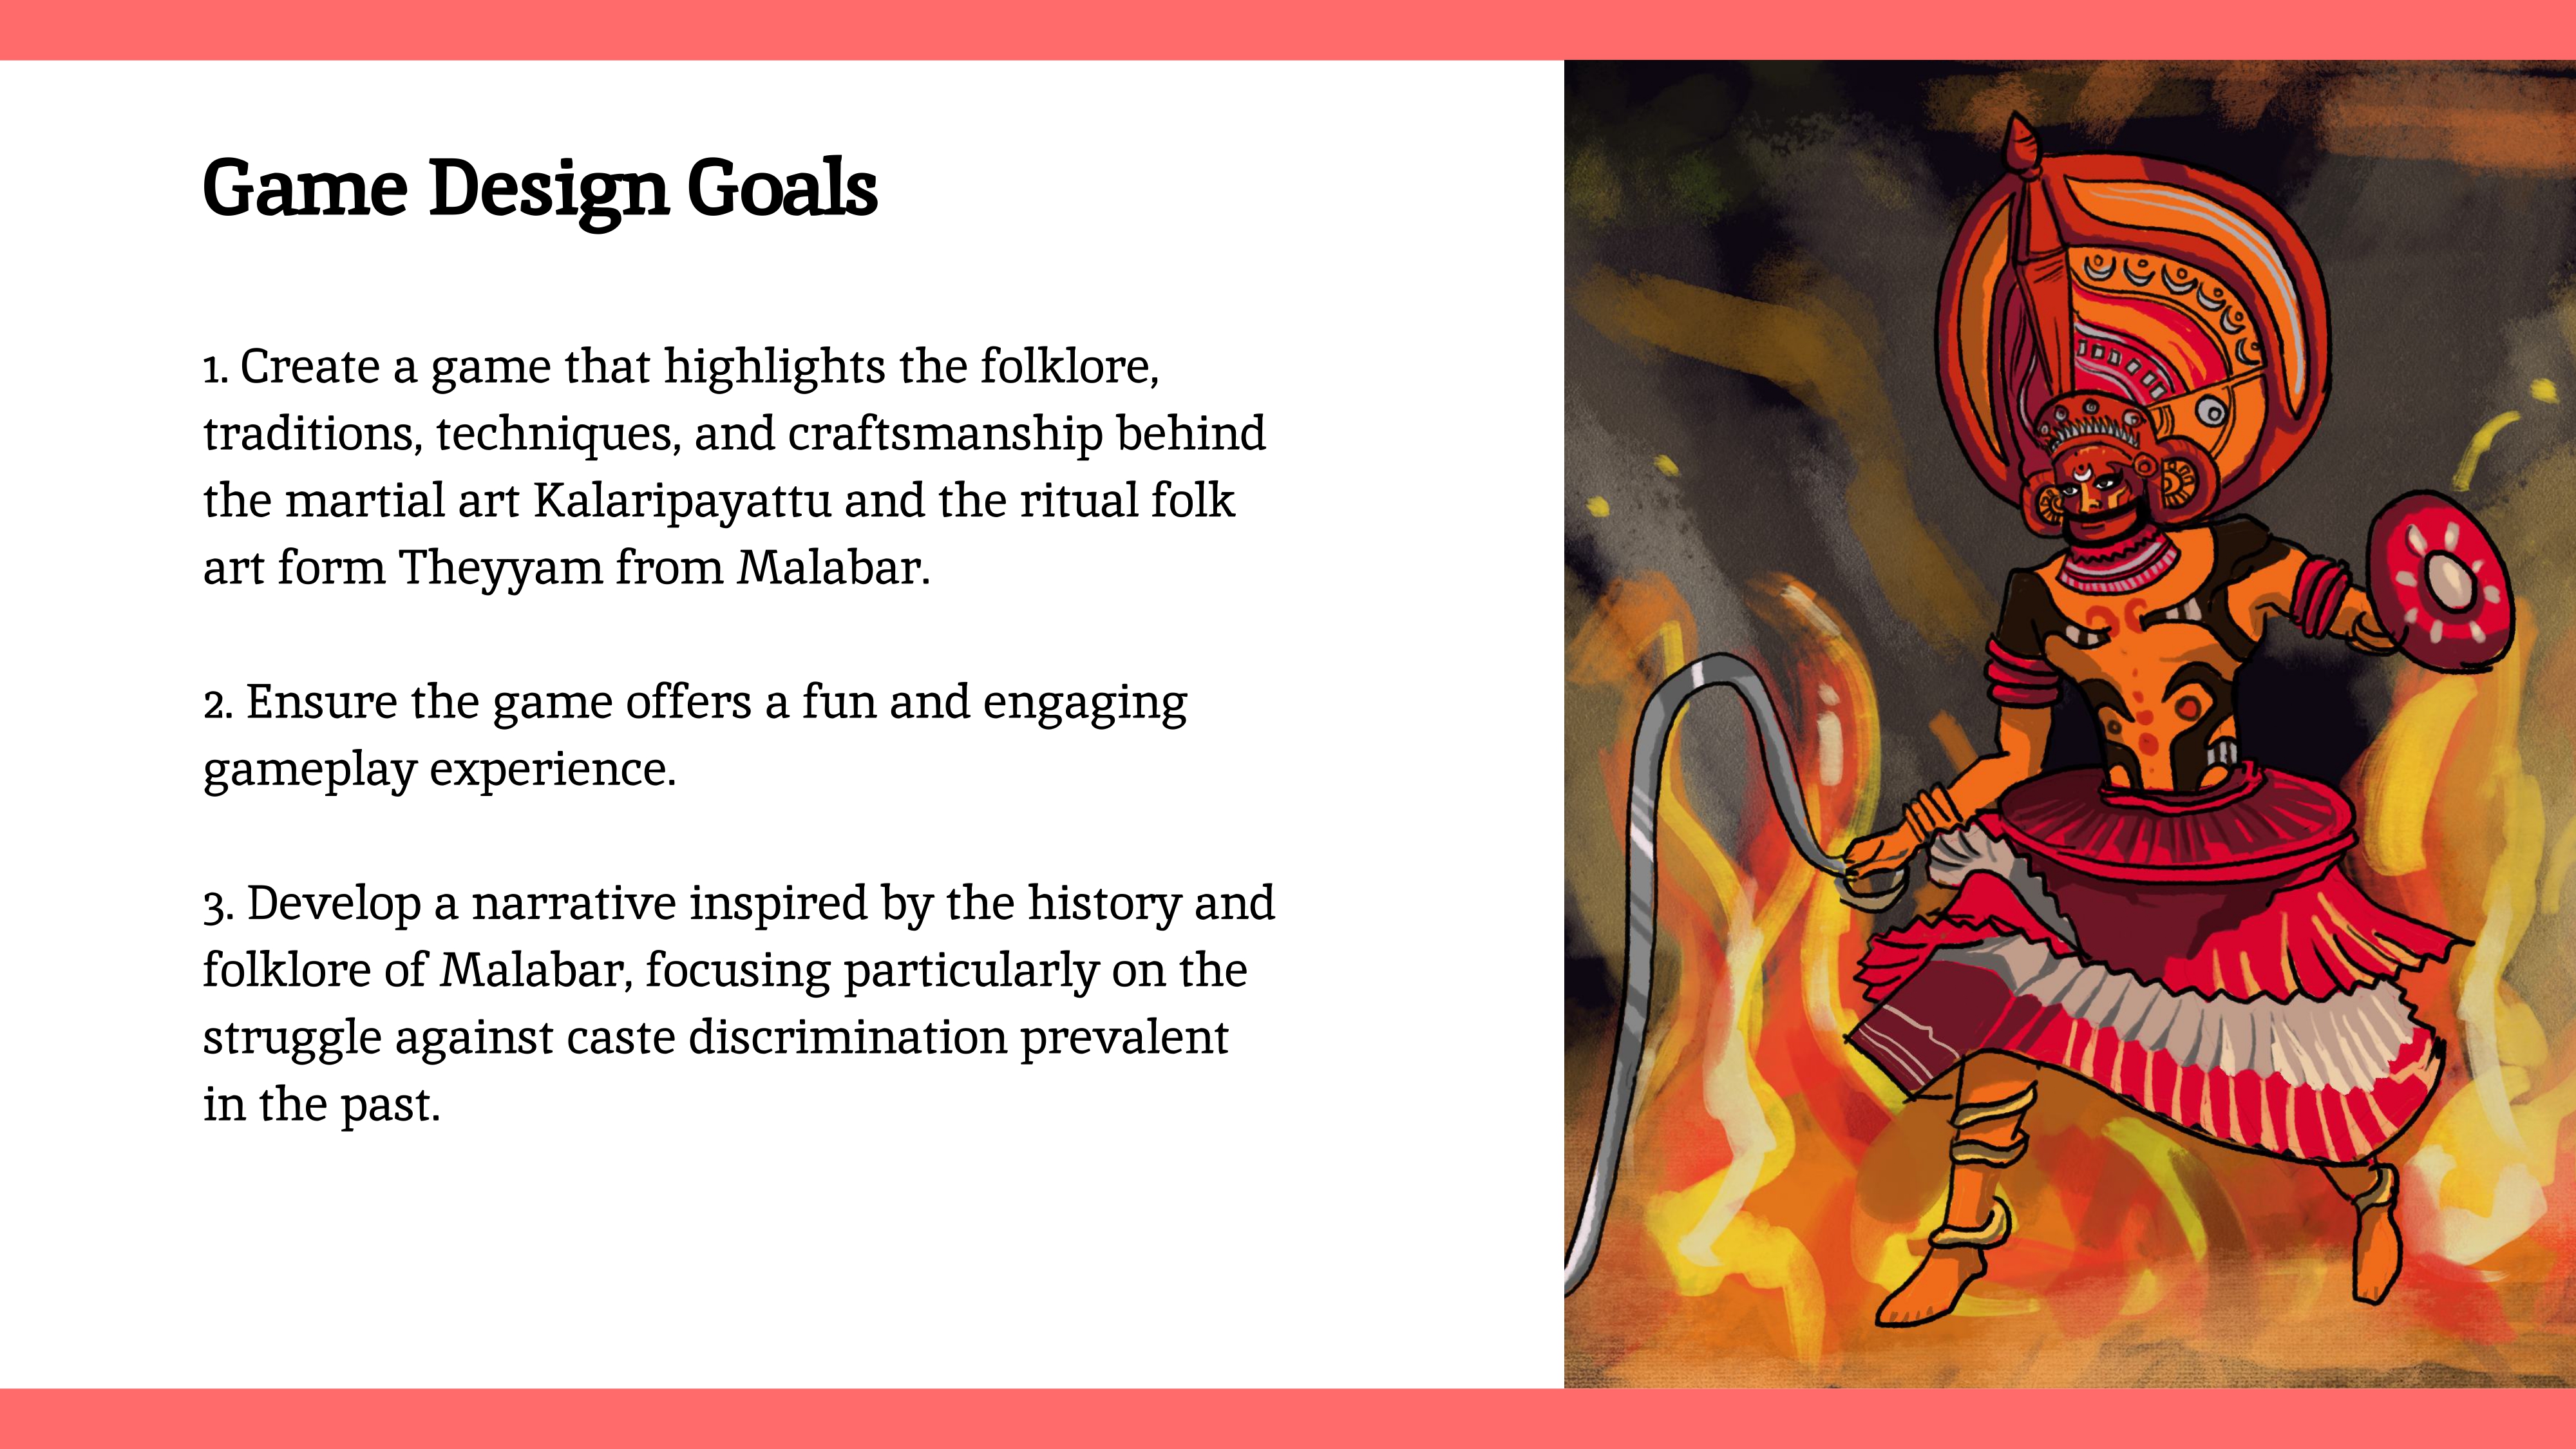 Game Design Goals
1. Create a game that highlights the folklore,
traditions, techniques, and craftsmanship behind
the martial art Kalaripayattu and the ritual folk
art form Theyyam from Malabar.
2. Ensure the game offers a fun and engaging
gameplay experience.
3. Develop a narrative inspired by the history and
folklore of Malabar, focusing particularly on the
struggle against caste discrimination prevalent
in the past.